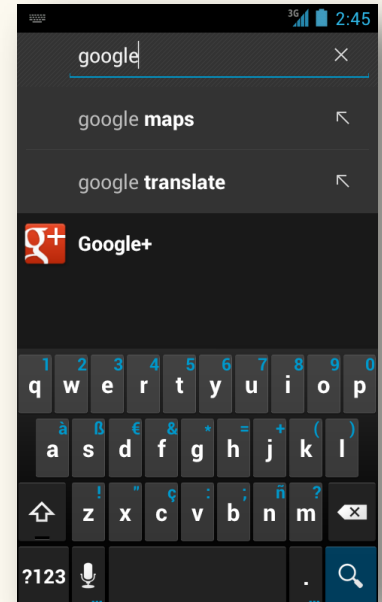 3G 2:45
google
google maps
google translate
g+ Google+
1 2 3 4 5 6 7 8 9 0
q w e r t y u i o p
à ß € & * = + ( )
a s d f g h j k l
! " ç : ; ñ ?
z x c v b n m
?123 .
... ...